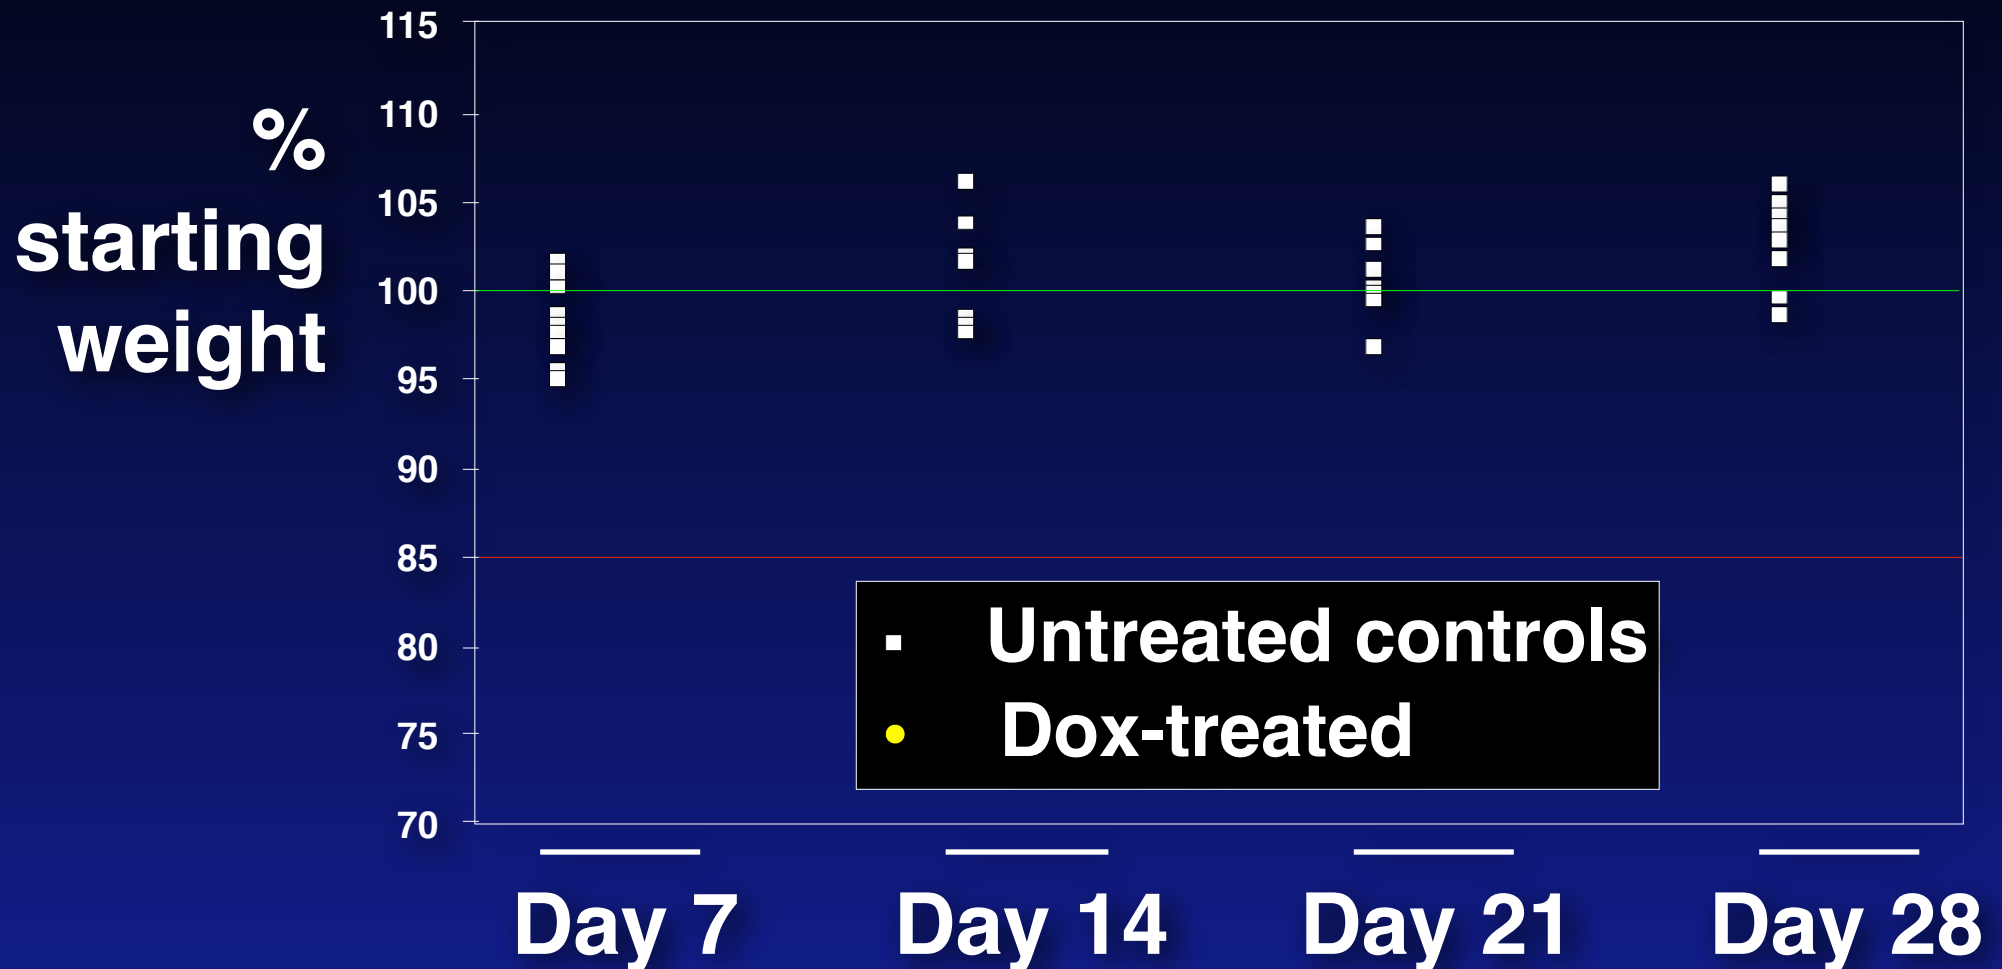 %
starting
weight
115
110
105
100
95
90
85
80
75
70
Untreated controls
Dox-treated
Day 7
Day 14
Day 21
Day 28